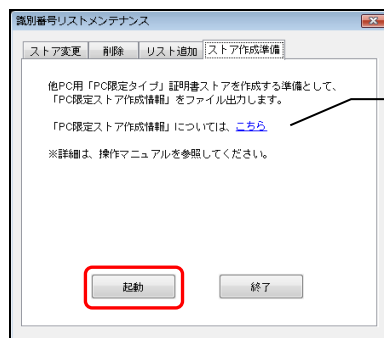 識別番号リストメンテナンス
ストア変更 削除 リスト追加 ストア作成準備
他PC用「PC限定タイプ」証明書ストアを作成する準備として、
「PC限定ストア作成情報」をファイル出力します。
「PC限定ストア作成情報」については、こちら
※詳細は、操作マニュアルを参照してください。
起動 終了